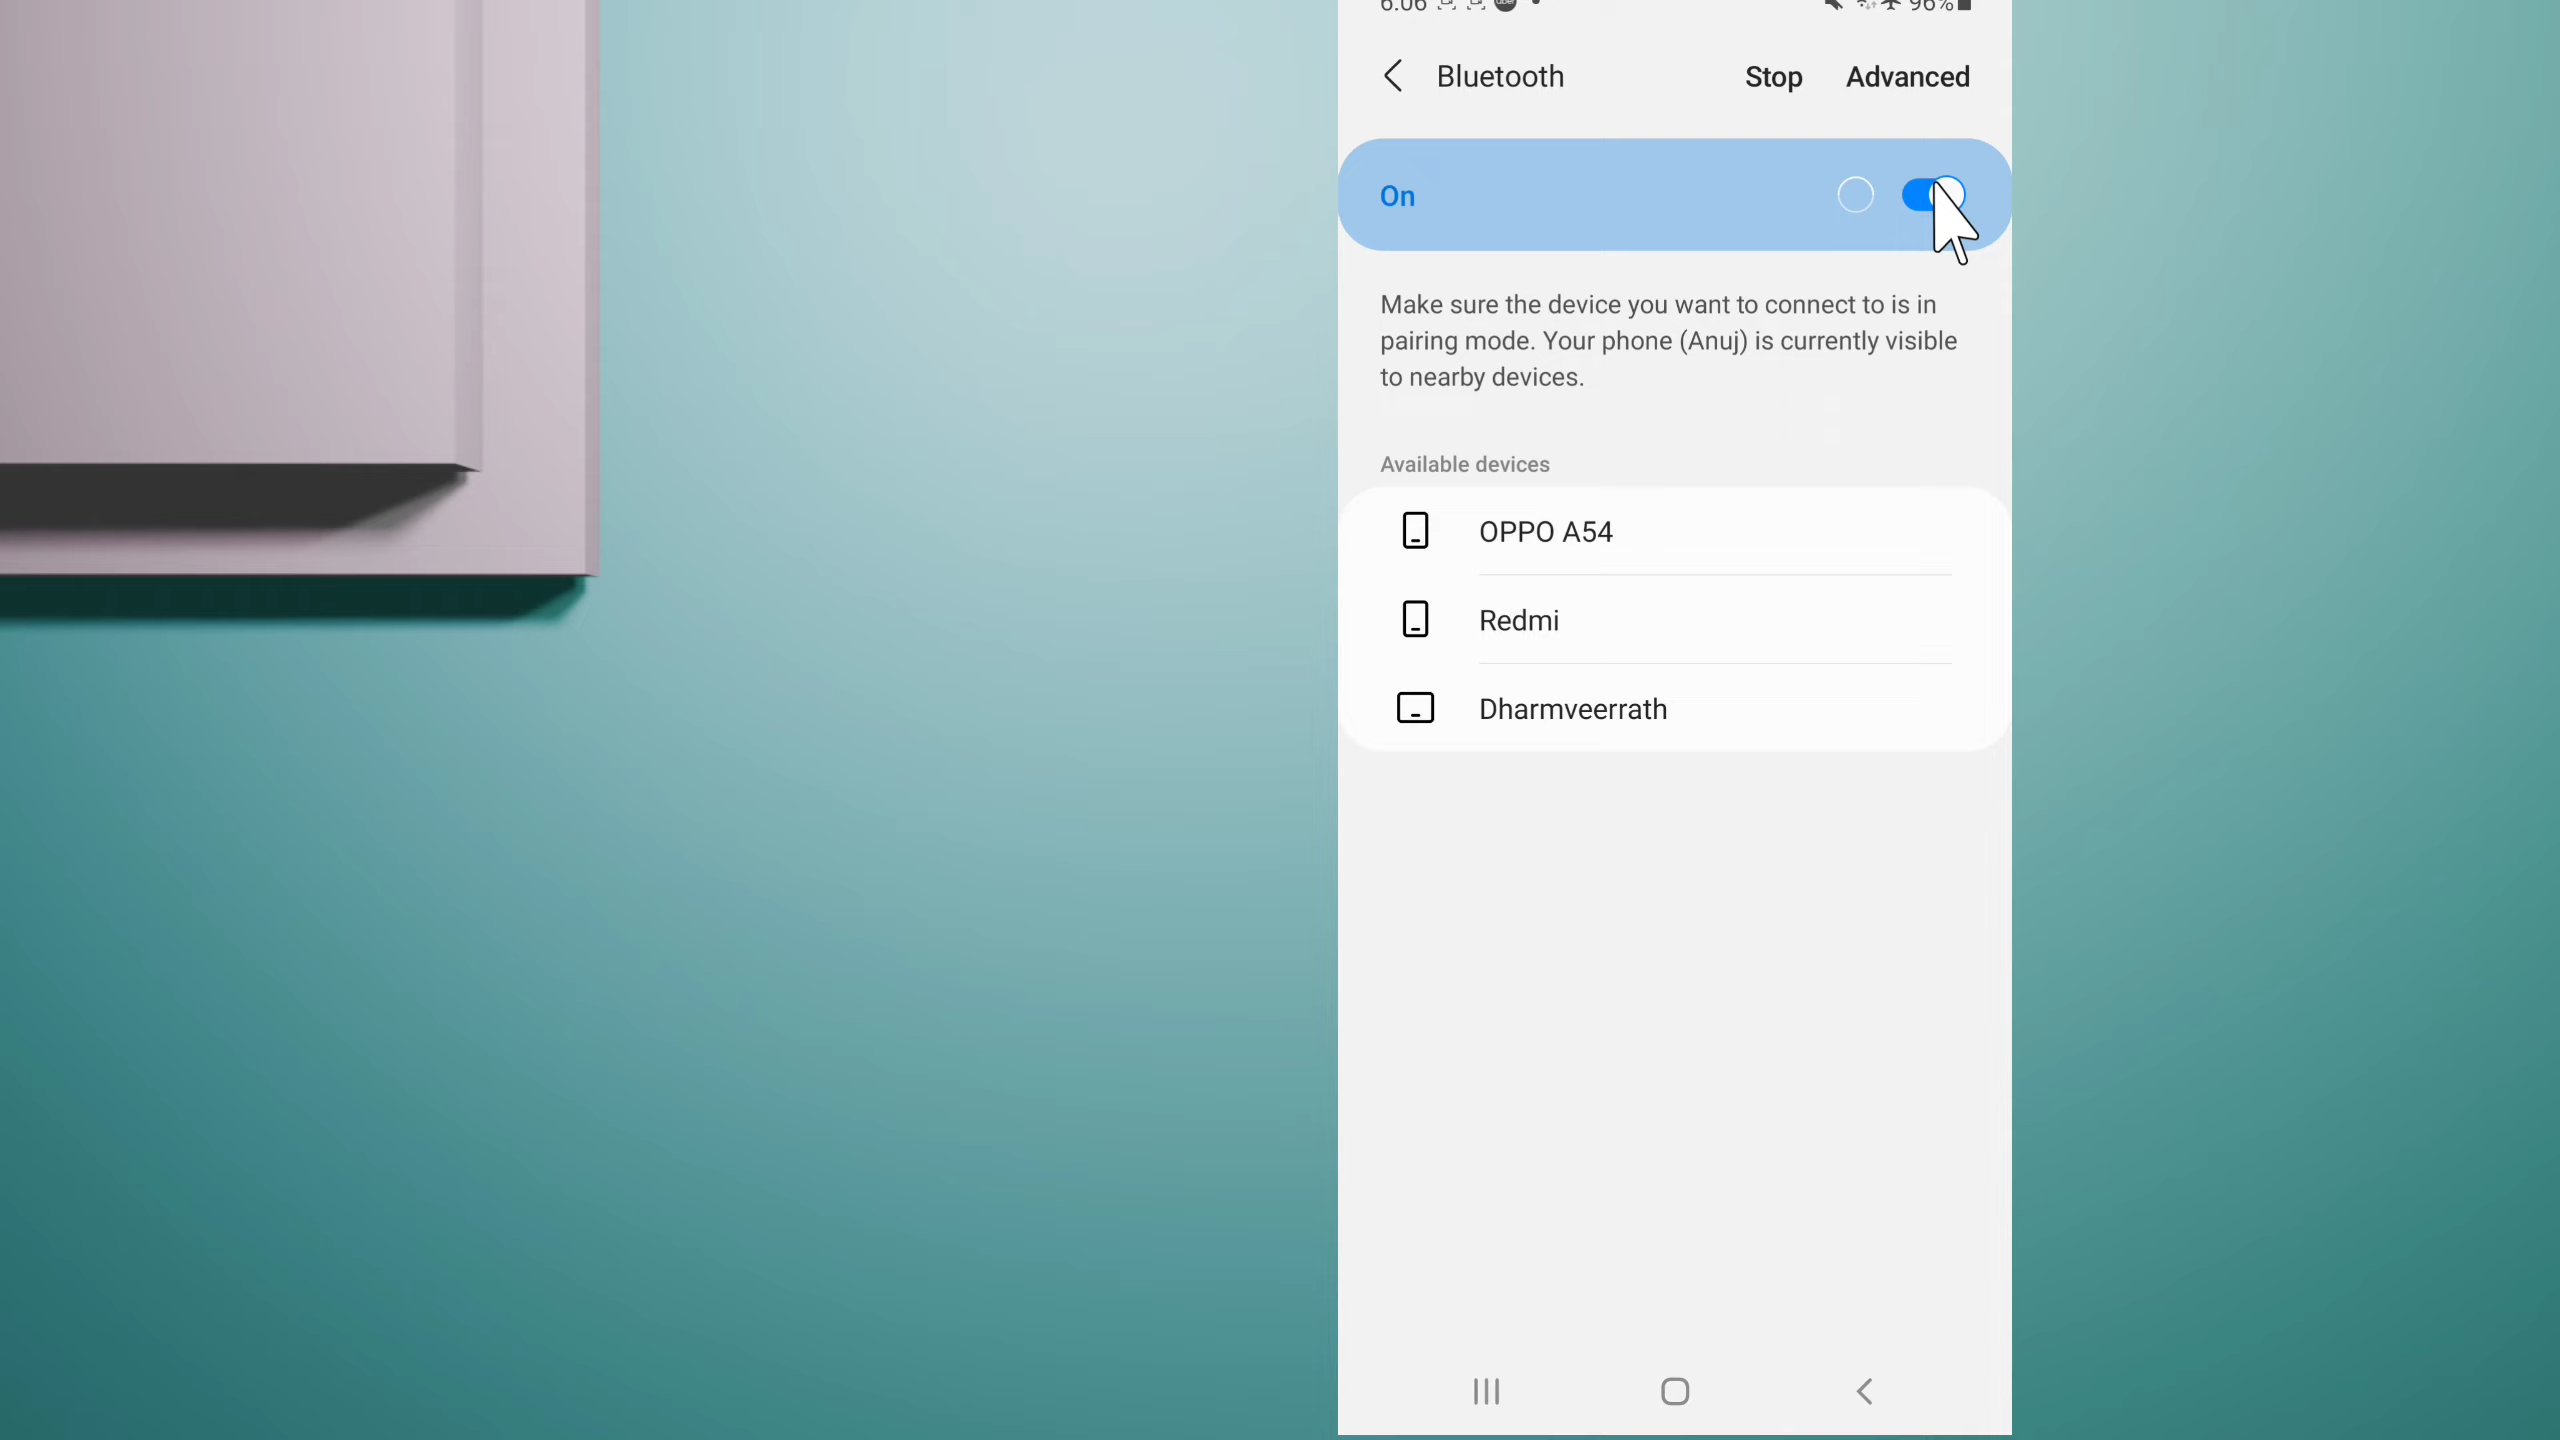 6:06 96%
Bluetooth Stop Advanced
On
Make sure the device you want to connect to is in
pairing mode. Your phone (Anuj) is currently visible
to nearby devices.
Available devices
OPPO A54
Redmi
Dharmveerrath